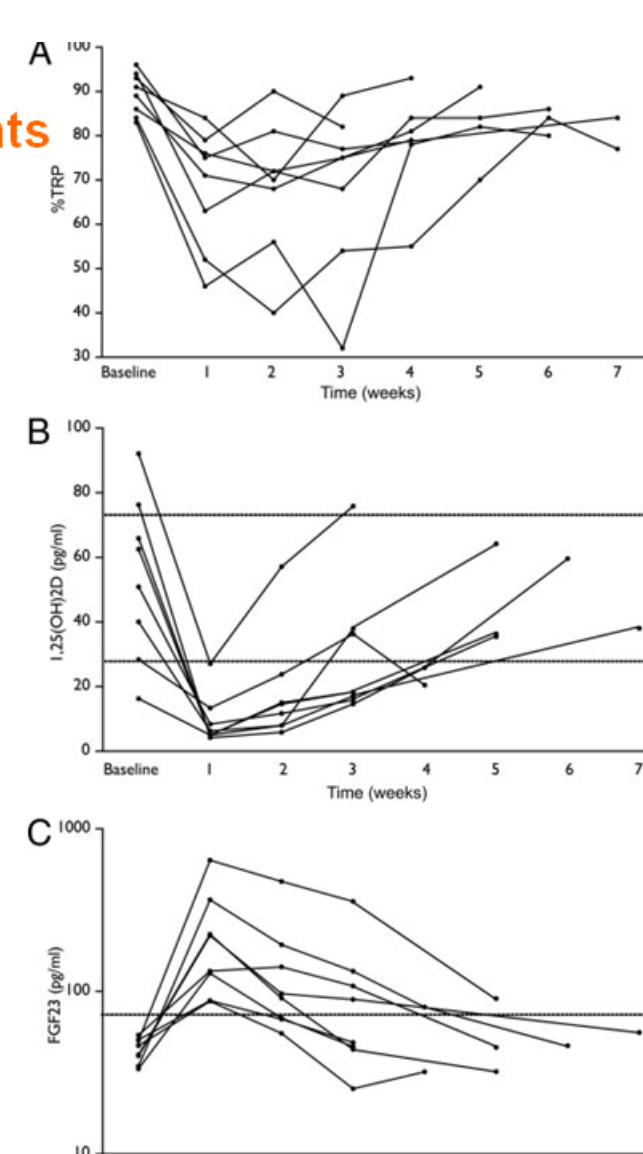 A
nts
100
90
80
70
60
50
40
30
%TRP
Baseline 1 2 3 4 5 6 7
Time (weeks)
B
100
80
60
40
20
0
1,25(OH)2D (pg/ml)
Baseline 1 2 3 4 5 6 7
Time (weeks)
C
1000
100
10
FGF23 (pg/ml)